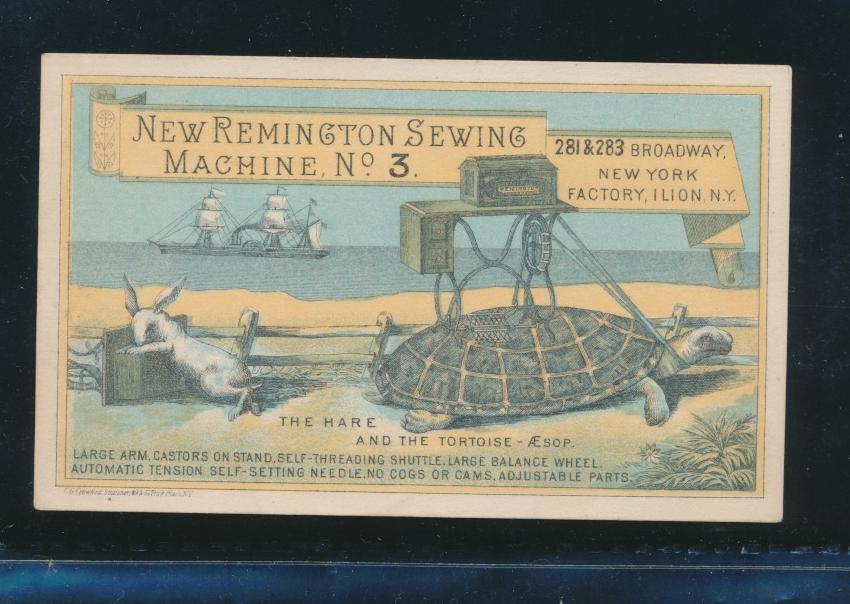 NEW REMINGTON SEWING
MACHINE, No 3.
281 & 283 BROADWAY,
NEW YORK
FACTORY, ILION, N.Y.
REMINGTON
THE HARE
AND THE TORTOISE - ÆSOP.
LARGE ARM, CASTORS ON STAND, SELF-THREADING SHUTTLE, LARGE BALANCE WHEEL.
AUTOMATIC TENSION SELF-SETTING NEEDLE, NO COGS OR CAMS, ADJUSTABLE PARTS.